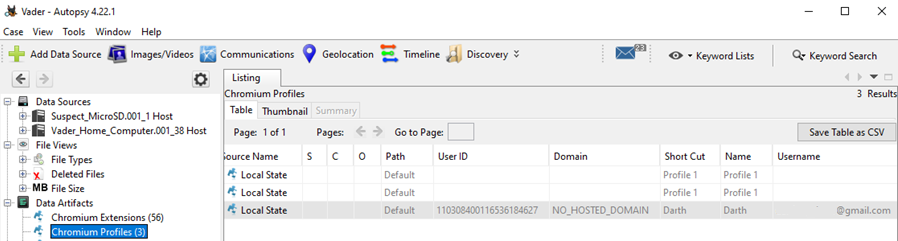 Vader - Autopsy 4.22.1
Case View Tools Window Help
Add Data Source Images/Videos Communications Geolocation Timeline Discovery 23 Keyword Lists Keyword Search
Listing
Chromium Profiles 3 Results
Table Thumbnail Summary
Page: 1 of 1 Pages: Go to Page: Save Table as CSV
Source Name S C O Path User ID Domain Short Cut Name Username
Local State Default Profile 1 Profile 1
Local State Default Profile 1 Profile 1
Local State Default 110308400116536184627 NO_HOSTED_DOMAIN Darth Darth @gmail.com
Data Sources
Suspect_MicroSD.001_1 Host
Vader_Home_Computer.001_38 Host
File Views
File Types
Deleted Files
MB File Size
Data Artifacts
Chromium Extensions (56)
Chromium Profiles (3)